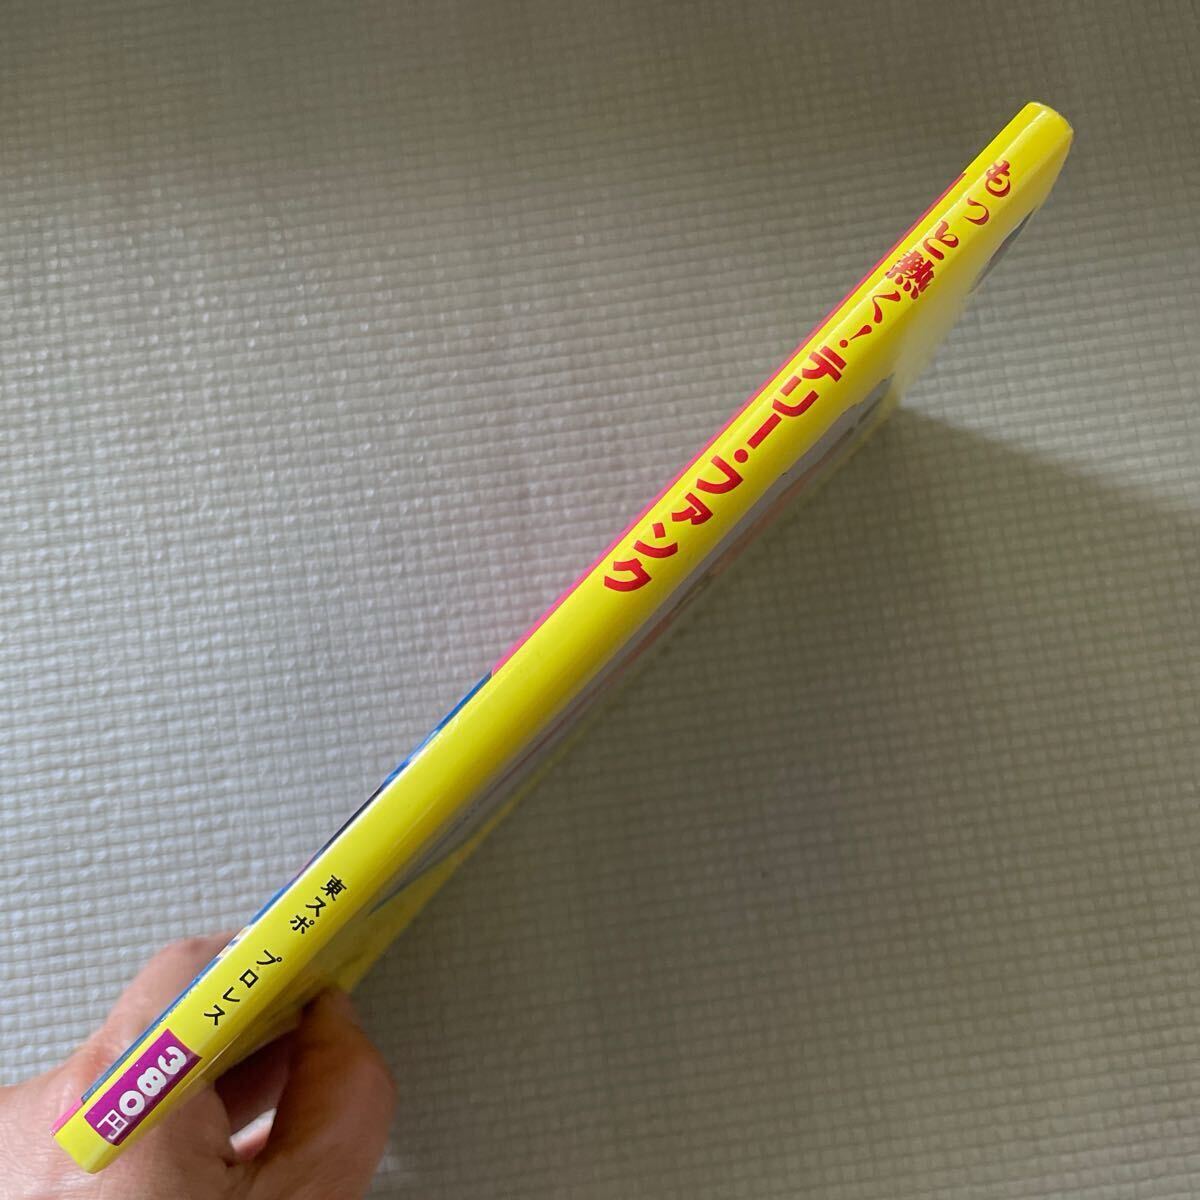 もっと熱く！テリー・ファンク
東スポ プロレス
380円